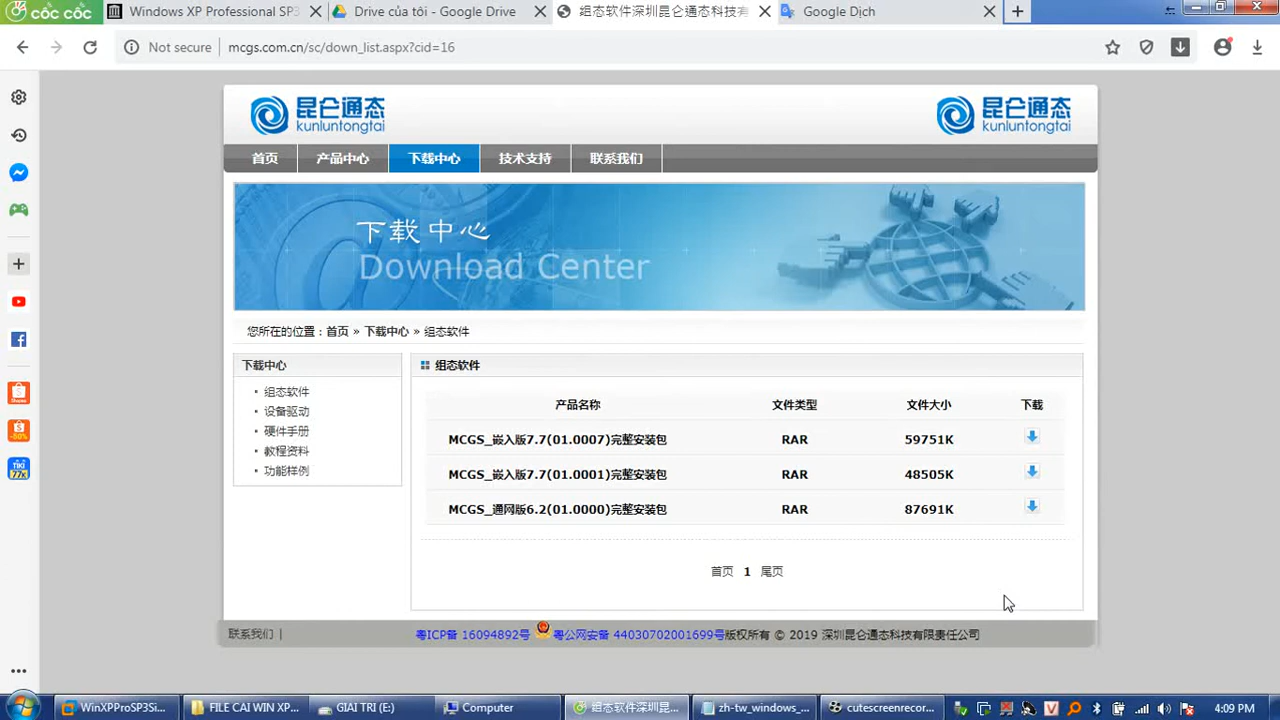 cốc cốc
Windows XP Professional SP3
Drive của tôi - Google Drive
组态软件深圳昆仑通态科技有
Google Dịch
Not secure
mcgs.com.cn/sc/down_list.aspx?cid=16
昆仑通态
kunluntongtai
昆仑通态
kunluntongtai
首页 产品中心 下载中心 技术支持 联系我们
下载中心
Download Center
您所在的位置：首页 » 下载中心 » 组态软件
下载中心
组态软件
设备驱动
硬件手册
教程资料
功能样例
组态软件
产品名称 文件类型 文件大小 下载
MCGS_嵌入版7.7(01.0007)完整安装包 RAR 59751K
MCGS_嵌入版7.7(01.0001)完整安装包 RAR 48505K
MCGS_通网版6.2(01.0000)完整安装包 RAR 87691K
首页 1 尾页
联系我们 |
粤ICP备 16094892号 粤公网安备 44030702001699号版权所有 © 2019 深圳昆仑通态科技有限责任公司
WinXPProSP3Si...
FILE CAI WIN XP...
GIAI TRI (E:)
Computer
组态软件深圳昆...
zh-tw_windows_...
cutescreenrecor...
4:09 PM